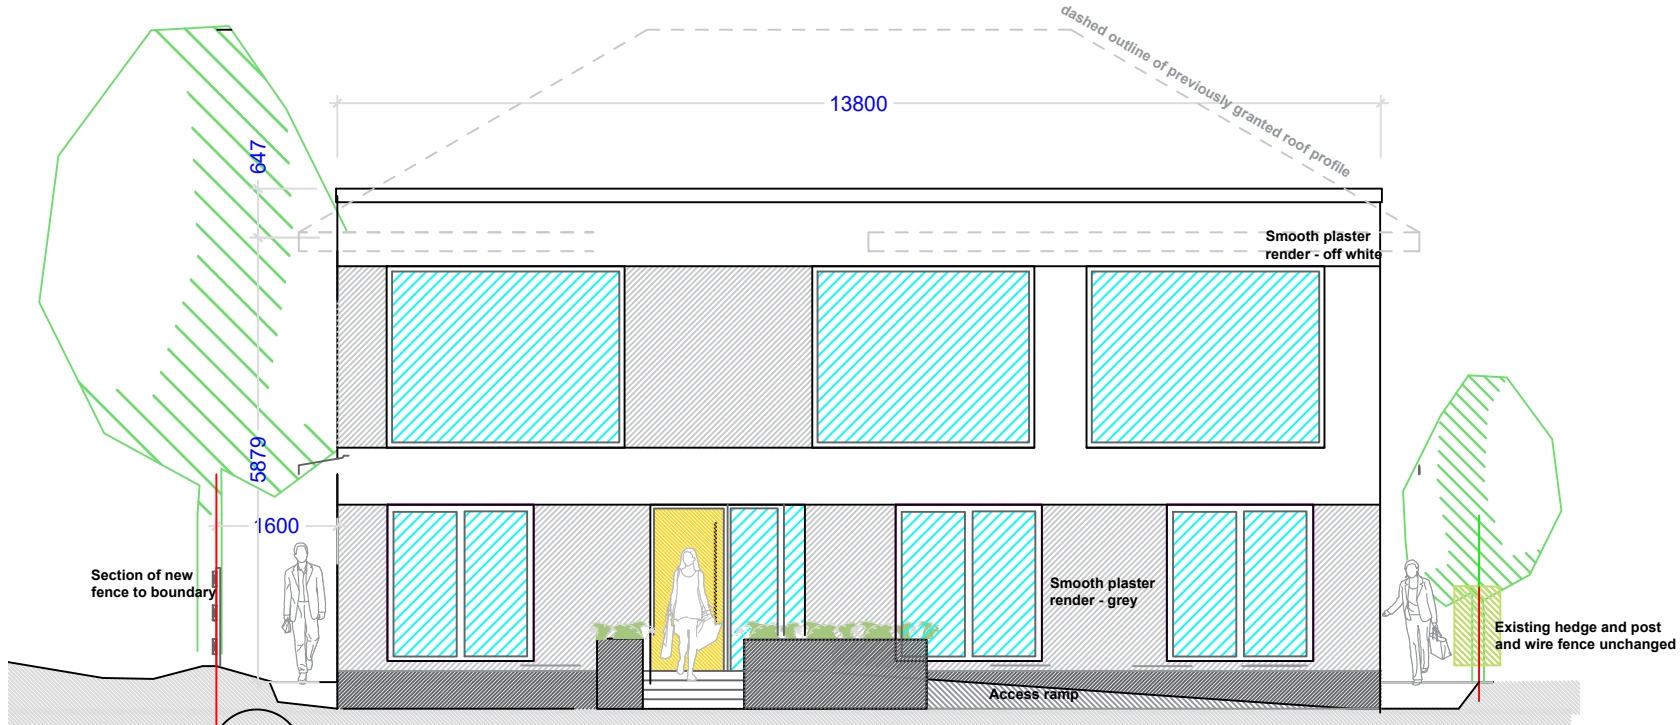 dashed outline of previously granted roof profile
13800
647
Smooth plaster
render - off white
5879
1600
Section of new
fence to boundary
Smooth plaster
render - grey
Existing hedge and post
and wire fence unchanged
Access ramp